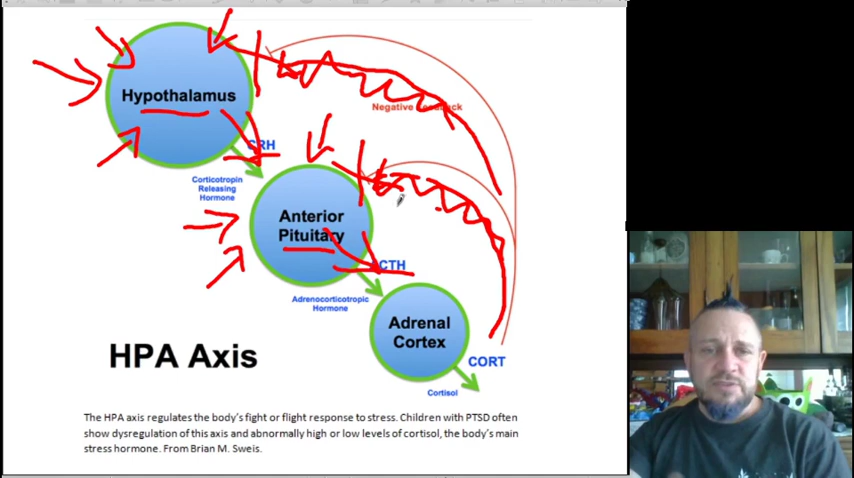 Hypothalamus
Negative Feedback
CRH
Corticotropin
Releasing
Hormone
Anterior
Pituitary
ACTH
Adrenocorticotropic
Hormone
Adrenal
Cortex
HPA Axis
CORT
Cortisol
The HPA axis regulates the body's fight or flight response to stress. Children with PTSD often
show dysregulation of this axis and abnormally high or low levels of cortisol, the body's main
stress hormone. From Brian M. Sweis.